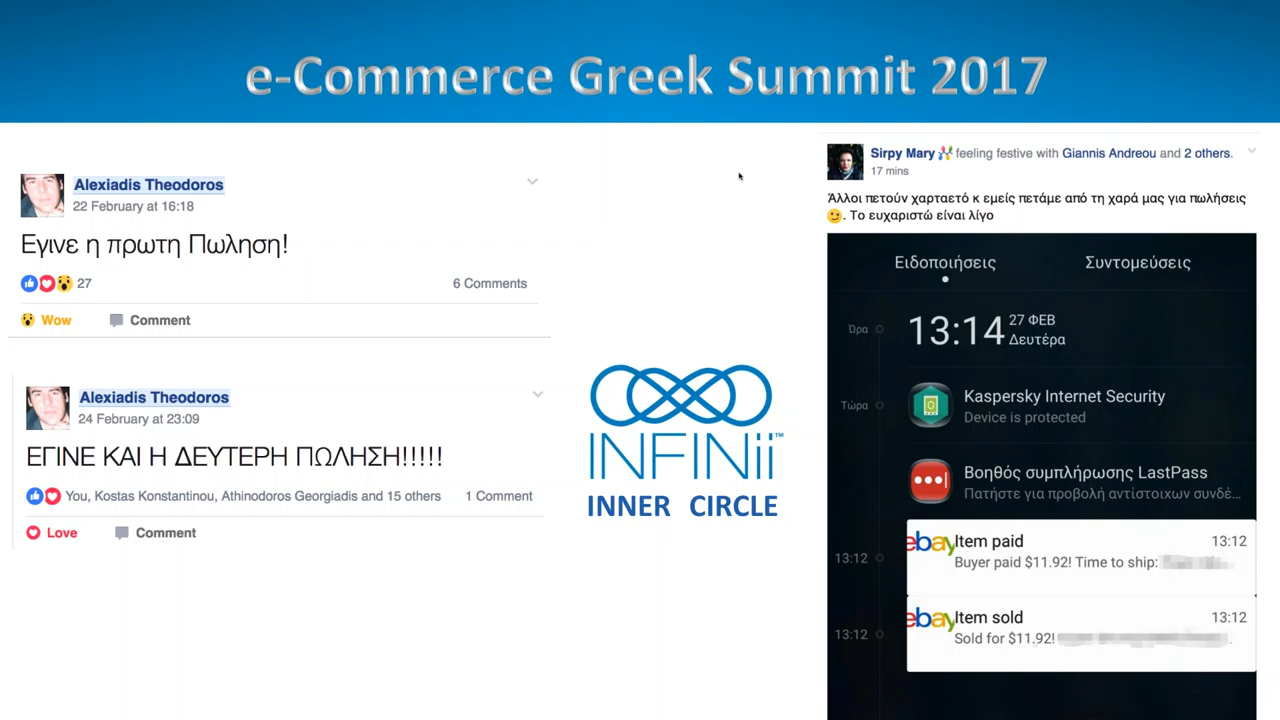 e-Commerce Greek Summit 2017
Alexiadis Theodoros
22 February at 16:18
Εγινε η πρωτη Πωληση!
27
6 Comments
Wow
Comment
Alexiadis Theodoros
24 February at 23:09
ΕΓΙΝΕ ΚΑΙ Η ΔΕΥΤΕΡΗ ΠΩΛΗΣΗ!!!!!
You, Kostas Konstantinou, Athinodoros Georgiadis and 15 others
1 Comment
Love
Comment
INFINii™
INNER CIRCLE
Sirpy Mary feeling festive with Giannis Andreou and 2 others.
17 mins
Άλλοι πετούν χαρταετό κ εμείς πετάμε από τη χαρά μας για πωλήσεις
. Το ευχαριστώ είναι λίγο
Ειδοποιήσεις
Συντομεύσεις
Ώρα
13:14
27 ΦΕΒ
Δευτέρα
Τώρα
Kaspersky Internet Security
Device is protected
Βοηθός συμπλήρωσης LastPass
Πατήστε για προβολή αντίστοιχων συνδέ...
13:12
ebay
Item paid
13:12
Buyer paid $11.92! Time to ship:
13:12
ebay
Item sold
13:12
Sold for $11.92!